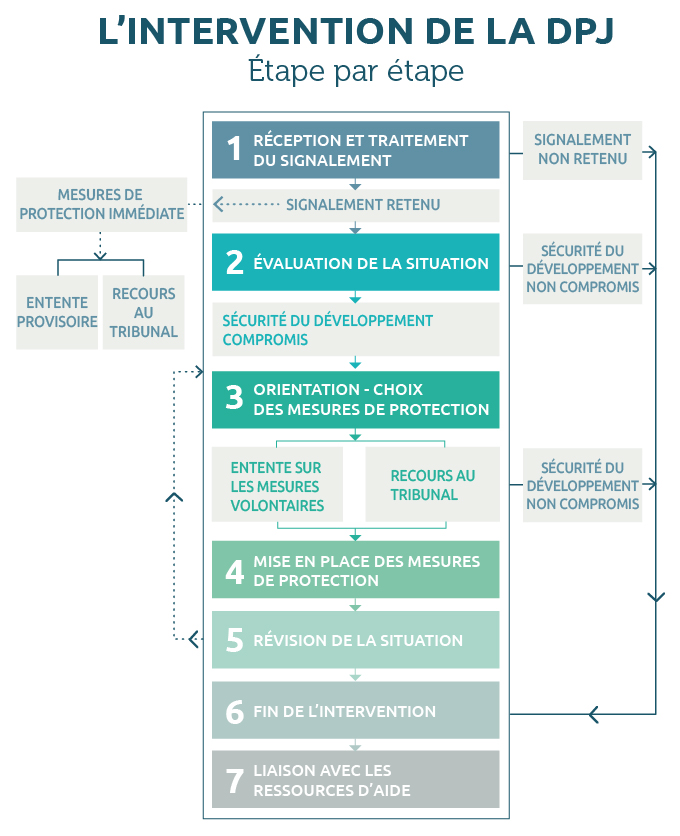 L'INTERVENTION DE LA DPJ
Étape par étape
1 RÉCEPTION ET TRAITEMENT
DU SIGNALEMENT
SIGNALEMENT
NON RETENU
MESURES DE
PROTECTION IMMÉDIATE
SIGNALEMENT RETENU
ENTENTE
PROVISOIRE
RECOURS
AU
TRIBUNAL
2 ÉVALUATION DE LA SITUATION
SÉCURITÉ DU
DÉVELOPPEMENT
NON COMPROMIS
SÉCURITÉ DU DÉVELOPPEMENT
COMPROMIS
3 ORIENTATION - CHOIX
DES MESURES DE PROTECTION
ENTENTE SUR
LES MESURES
VOLONTAIRES
RECOURS AU
TRIBUNAL
SÉCURITÉ DU
DÉVELOPPEMENT
NON COMPROMIS
4 MISE EN PLACE DES MESURES
DE PROTECTION
5 RÉVISION DE LA SITUATION
6 FIN DE L'INTERVENTION
7 LIAISON AVEC LES
RESSOURCES D'AIDE